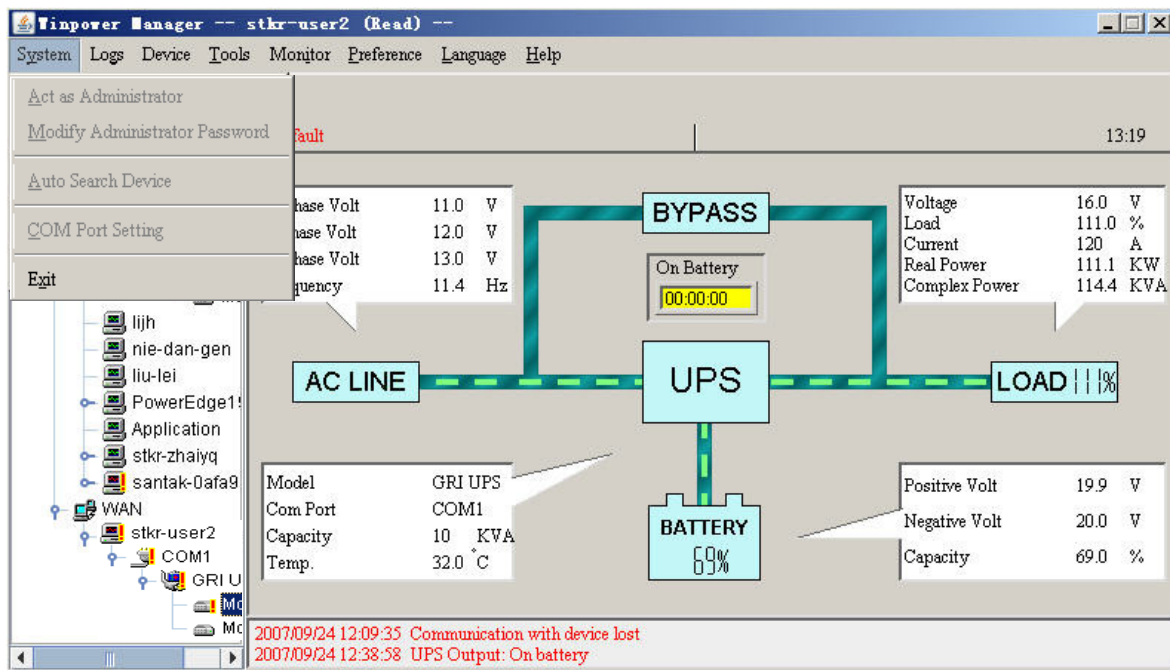 Winpower Manager -- stkr-user2 (Read) --
System Logs Device Tools Monitor Preference Language Help
Act as Administrator
Modify Administrator Password
Auto Search Device
COM Port Setting
Exit
fault
13:19
hase Volt 11.0 V
hase Volt 12.0 V
hase Volt 13.0 V
quency 11.4 Hz
BYPASS
On Battery
00:00:00
Voltage 16.0 V
Load 111.0 %
Current 120 A
Real Power 111.1 KW
Complex Power 114.4 KVA
AC LINE
UPS
LOAD 111%
lijh
nie-dan-gen
liu-lei
PowerEdge1
Application
stkr-zhaiyq
santak-0afa9
WAN
stkr-user2
COM1
GRI U
Mo
Mo
Model GRI UPS
Com Port COM1
Capacity 10 KVA
Temp. 32.0 °C
BATTERY
69%
Positive Volt 19.9 V
Negative Volt 20.0 V
Capacity 69.0 %
2007/09/24 12:09:35 Communication with device lost
2007/09/24 12:38:58 UPS Output: On battery